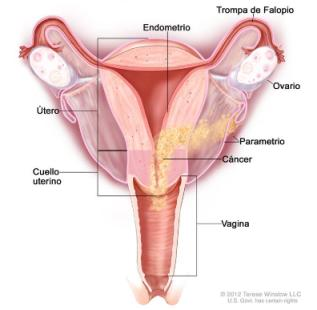 Trompa de Falopio
Endometrio
Ovario
Útero
Parametrio
Cáncer
Cuello
uterino
Vagina
© 2012 Terese Winslow LLC
U.S. Govt. has certain rights